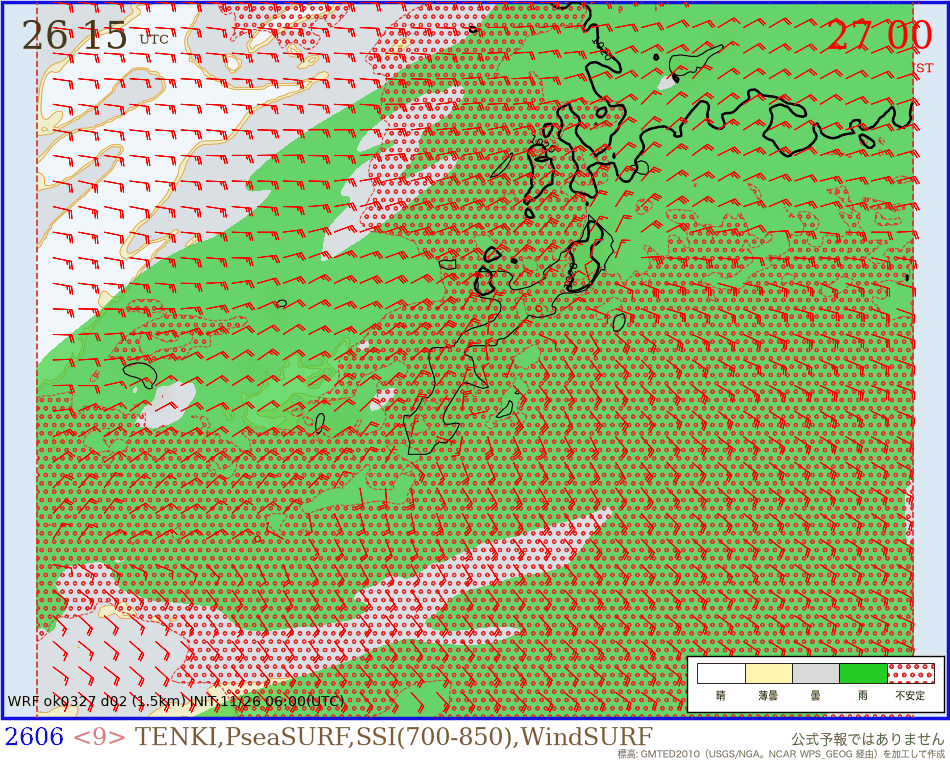 26 15 UTC
27 00
ST
WRF ok0327 d02 (1.5km) INIT:11/26 06:00(UTC)
晴 薄曇 曇 雨 不安定
2606 <9> TENKI,PseaSURF,SSI(700-850),WindSURF
公式予報ではありません
標高: GMTED2010（USGS/NGA。NCAR WPS_GEOG 経由）を加工して作成